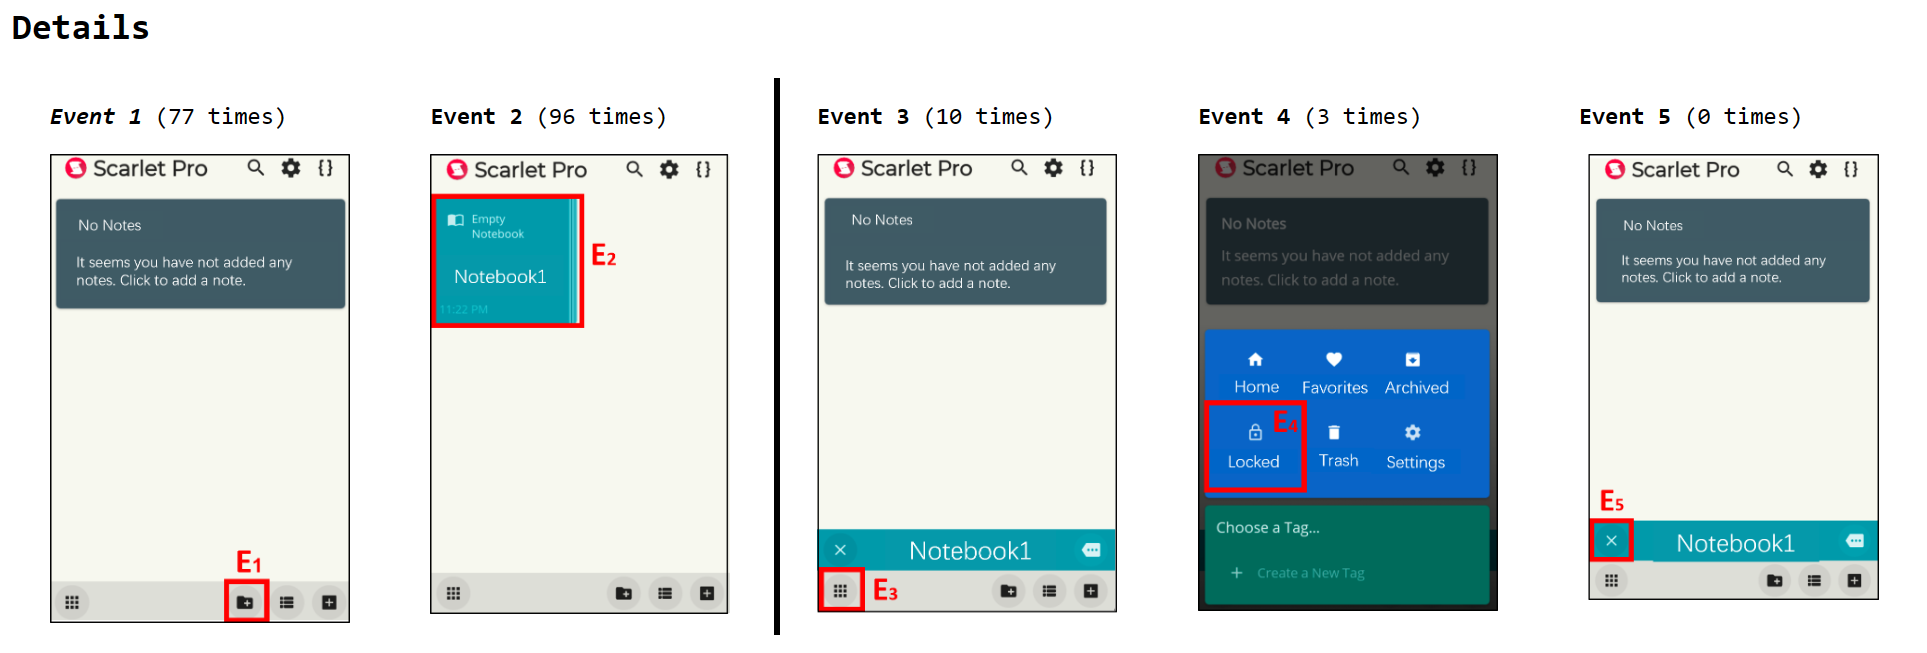 Details
Event 1 (77 times)
Scarlet Pro
No Notes
It seems you have not added any
notes. Click to add a note.
E1
Event 2 (96 times)
Scarlet Pro
Empty
Notebook
E2
Notebook1
11:22 PM
Event 3 (10 times)
Scarlet Pro
No Notes
It seems you have not added any
notes. Click to add a note.
Notebook1
E3
Event 4 (3 times)
Scarlet Pro
No Notes
It seems you have not added any
notes. Click to add a note.
Home Favorites Archived
E4
Locked Trash Settings
Choose a Tag...
+ Create a New Tag
Event 5 (0 times)
Scarlet Pro
No Notes
It seems you have not added any
notes. Click to add a note.
E5
Notebook1